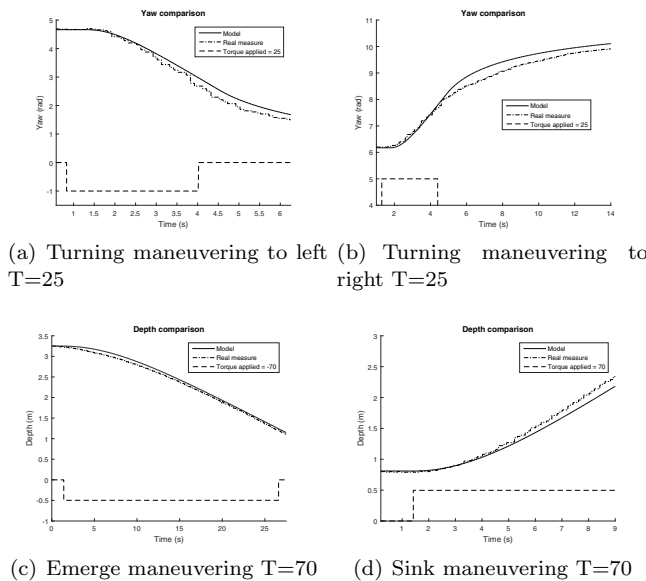 Yaw comparison
Yaw (rad)
5
4
3
2
1
0
-1
Model
Real measure
Torque applied = 25
1 1.5 2 2.5 3 3.5 4 4.5 5 5.5 6
Time (s)
Yaw comparison
Yaw (rad)
11
10
9
8
7
6
5
4
Model
Real measure
Torque applied = 25
2 4 6 8 10 12 14
Time (s)
(a) Turning maneuvering to left
T=25
(b) Turning maneuvering to
right T=25
Depth comparison
Depth (m)
3.5
3
2.5
2
1.5
1
0.5
0
-0.5
-1
Model
Real measure
Torque applied = -70
0 5 10 15 20 25
Time (s)
Depth comparison
Depth (m)
3
2.5
2
1.5
1
0.5
0
Model
Real measure
Torque applied = 70
1 2 3 4 5 6 7 8 9
Time (s)
(c) Emerge maneuvering T=70
(d) Sink maneuvering T=70